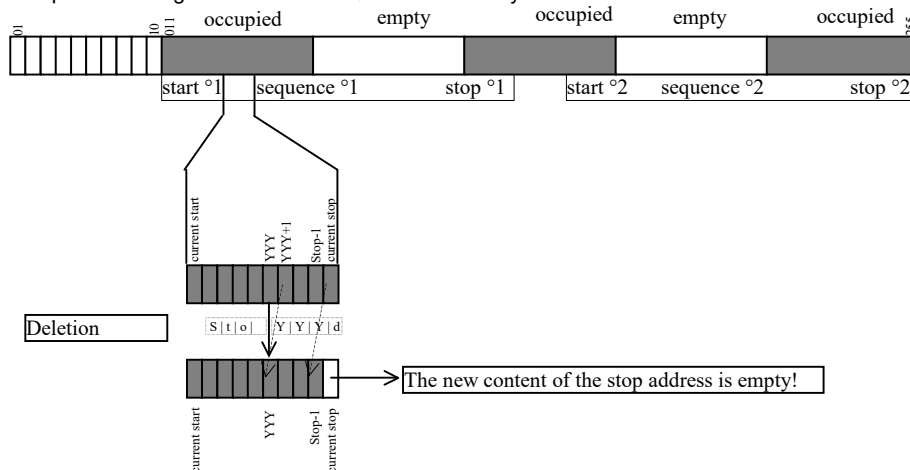 occupied empty occupied empty occupied
01 10 011
start °1 sequence °1 stop °1 start °2 sequence °2 stop °2
current start YYY YYY+1 Stop-1 current stop
Deletion
S|t|o| Y|Y|Y|d
The new content of the stop address is empty!
current start YYY Stop-1 current stop